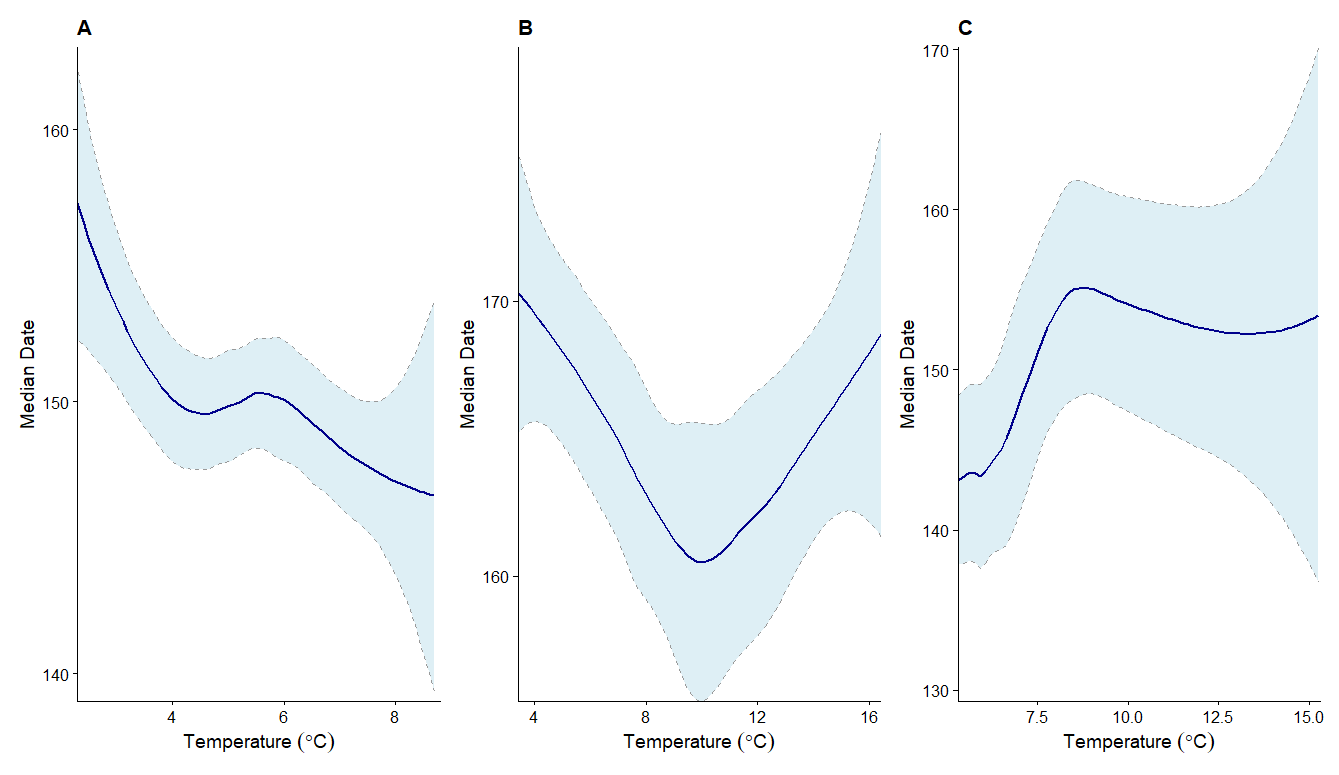 A
160
150
140
4
6
8
Median Date
Temperature (°C)
B
170
160
4
8
12
16
Median Date
Temperature (°C)
C
170
160
150
140
130
7.5
10.0
12.5
15.0
Median Date
Temperature (°C)